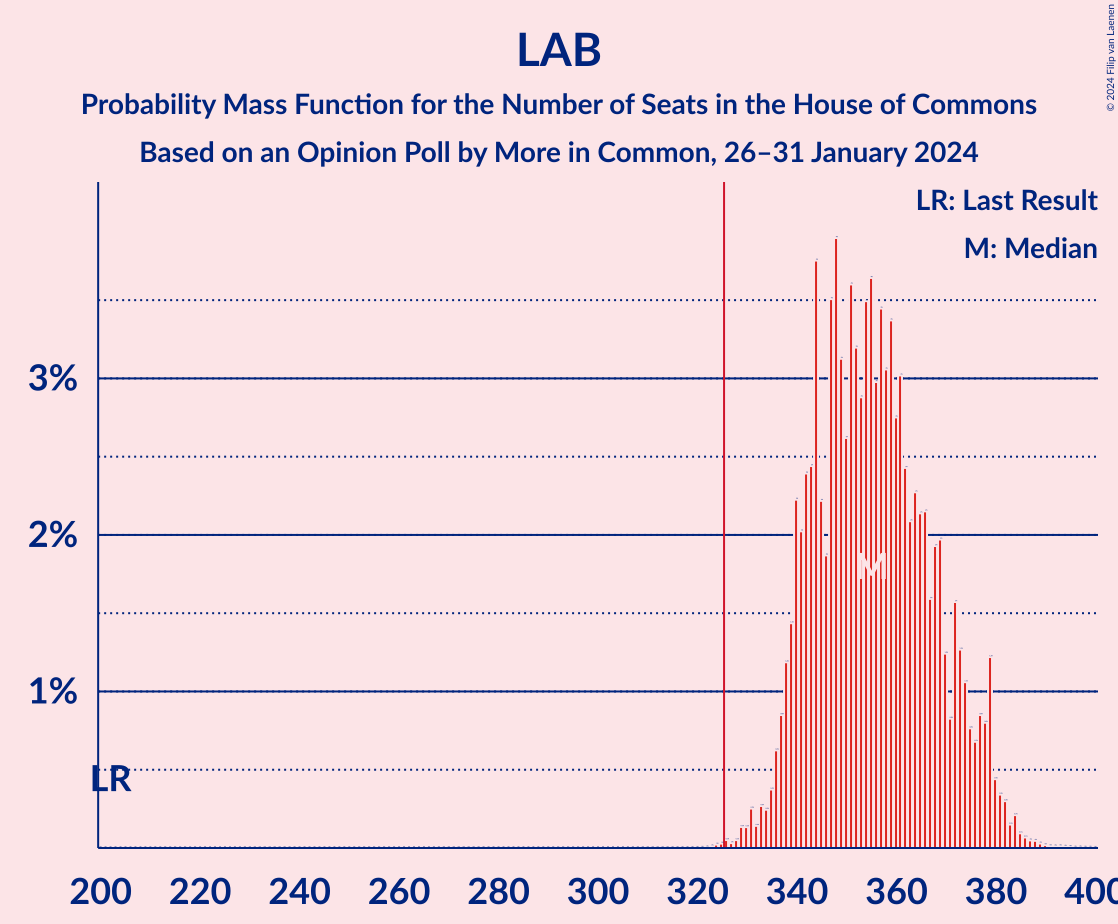 LAB
Probability Mass Function for the Number of Seats in the House of Commons
Based on an Opinion Poll by More in Common, 26–31 January 2024
© 2024 Filip van Laenen
LR: Last Result
M: Median
3%
2%
1%
M
LR
200 220 240 260 280 300 320 340 360 380 400